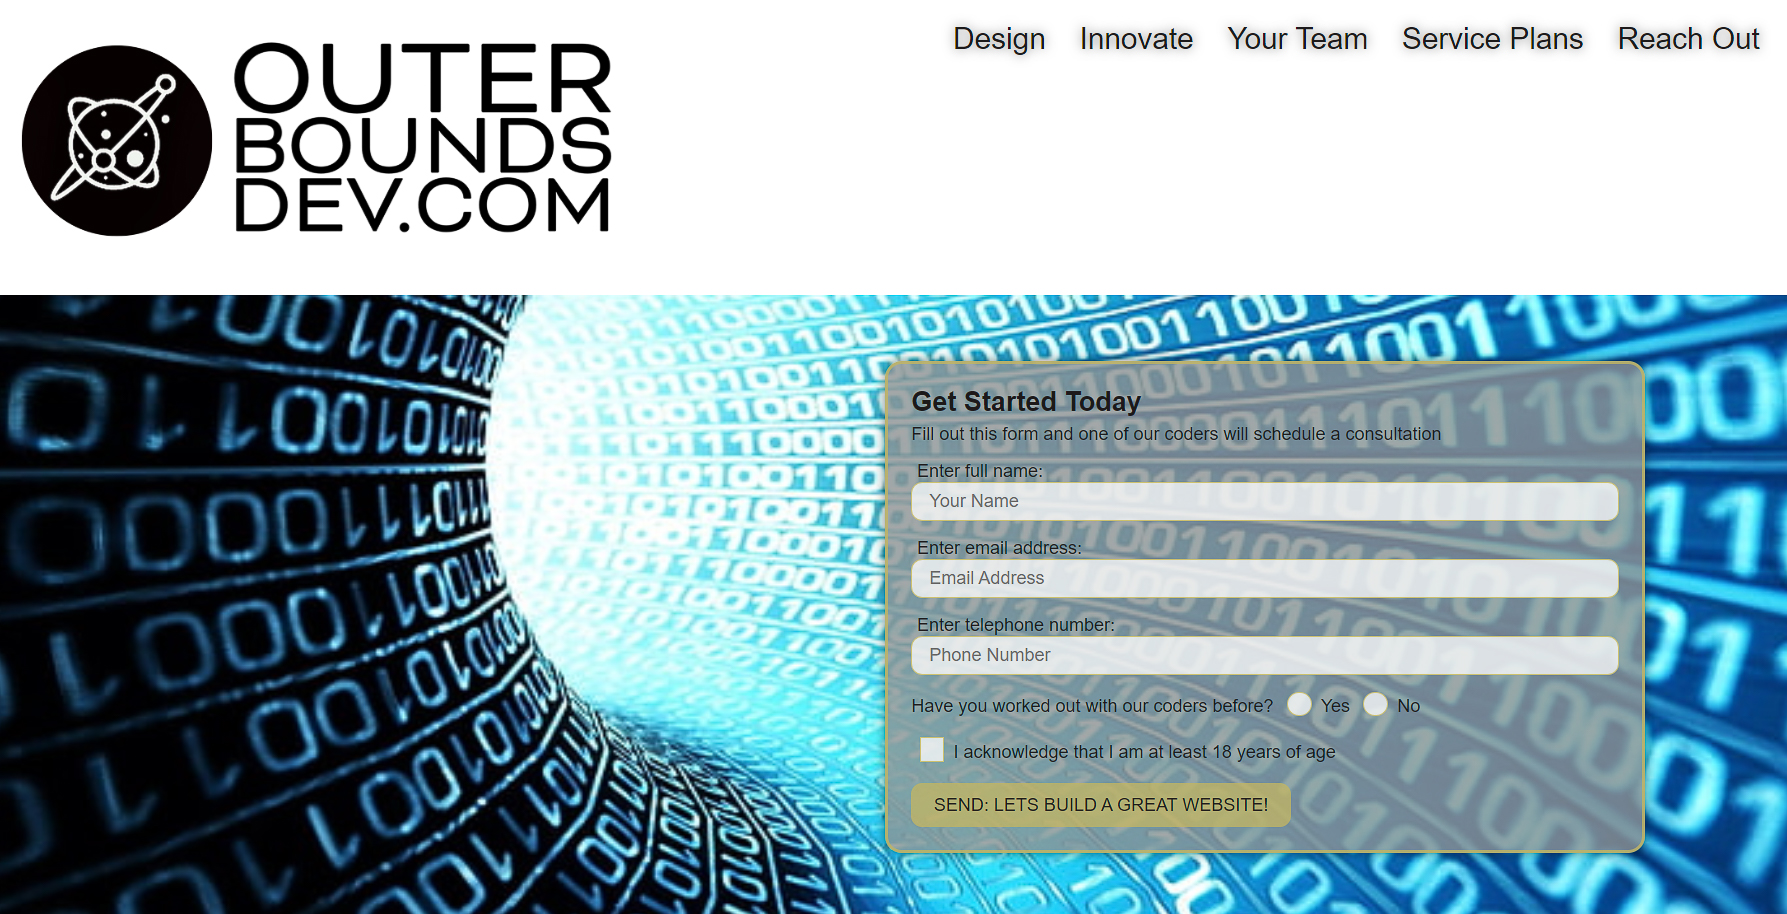 OUTER
BOUNDS
DEV.COM
Design Innovate Your Team Service Plans Reach Out
Get Started Today
Fill out this form and one of our coders will schedule a consultation
Enter full name:
Your Name
Enter email address:
Email Address
Enter telephone number:
Phone Number
Have you worked out with our coders before? Yes No
I acknowledge that I am at least 18 years of age
SEND: LETS BUILD A GREAT WEBSITE!